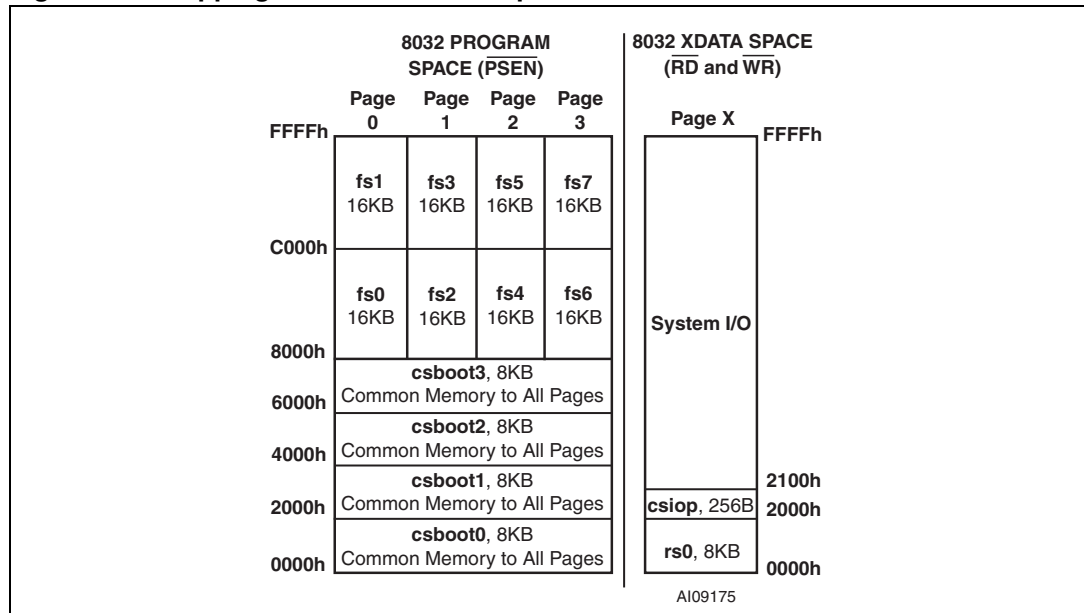 8032 PROGRAM
SPACE (PSEN)
Page
0
Page
1
Page
2
Page
3
FFFFh
fs1
16KB
fs3
16KB
fs5
16KB
fs7
16KB
C000h
fs0
16KB
fs2
16KB
fs4
16KB
fs6
16KB
8000h
csboot3, 8KB
Common Memory to All Pages
6000h
csboot2, 8KB
Common Memory to All Pages
4000h
csboot1, 8KB
Common Memory to All Pages
2000h
csboot0, 8KB
Common Memory to All Pages
0000h
8032 XDATA SPACE
(RD and WR)
Page X
FFFFh
System I/O
2100h
csiop, 256B
2000h
rs0, 8KB
0000h
AI09175